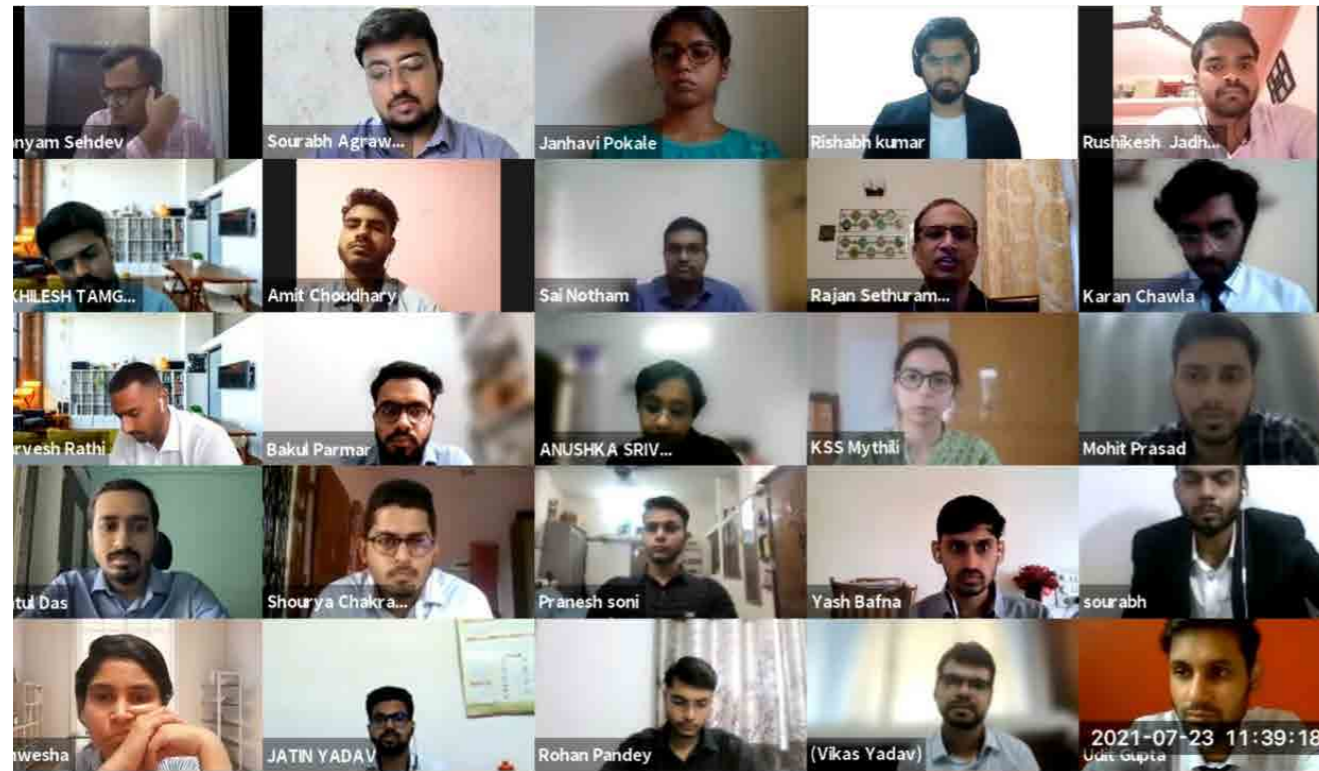 nyam Sehdev
Sourabh Agraw...
Janhavi Pokale
Rishabh kumar
Rushikesh Jadh...
KHILESH TAMG...
Amit Choudhary
Sai Notham
Rajan Sethuram...
Karan Chawla
rvesh Rathi
Bakul Parmar
ANUSHKA SRIV...
KSS Mythili
Mohit Prasad
tul Das
Shourya Chakra...
Pranesh soni
Yash Bafna
sourabh
nwesha
JATIN YADAV
Rohan Pandey
(Vikas Yadav)
2021-07-23 11:39:18
Udit Gupta